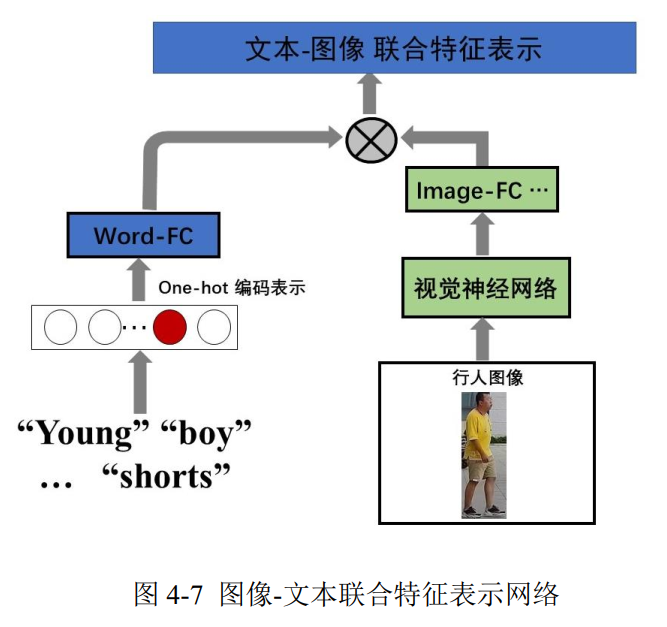 文本-图像 联合特征表示
Image-FC ···
Word-FC
One-hot 编码表示
视觉神经网络
···
行人图像
“Young” “boy”
… “shorts”
图 4-7 图像-文本联合特征表示网络